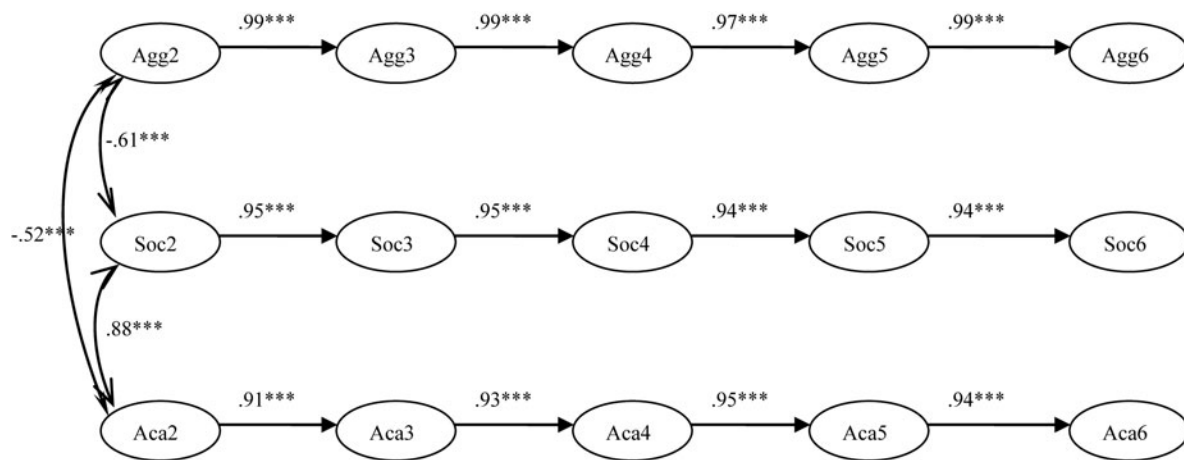 .99*** .99*** .97*** .99***
Agg2 Agg3 Agg4 Agg5 Agg6
-.61***
.95*** .95*** .94*** .94***
-.52*** Soc2 Soc3 Soc4 Soc5 Soc6
.88***
.91*** .93*** .95*** .94***
Aca2 Aca3 Aca4 Aca5 Aca6